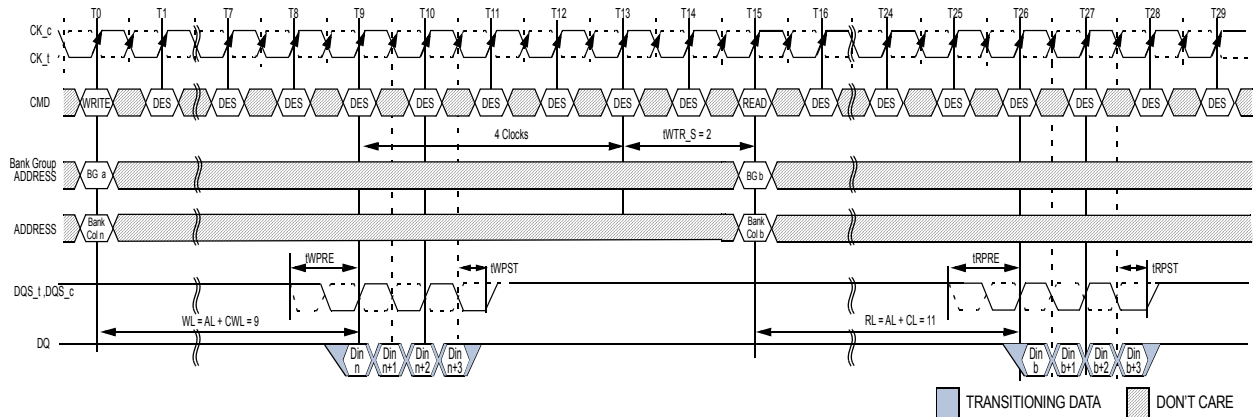 T0 T1 T7 T8 T9 T10 T11 T12 T13 T15 T16 T24 T25 T26 T27 T28 T29
CK_c
CK_t
CMD WRITE DES DES DES DES DES DES DES DES DES READ DES DES DES DES DES DES DES
4 Clocks tWTR_S = 2
Bank Group
ADDRESS BG a BG b
ADDRESS Bank
Col n Bank
Col b
tWPRE tWPST tRPRE tRPST
DQS_t ,DQS_c
WL = AL + CWL = 9 RL = AL + CL = 11
DQ Din
n Din
n+1 Din
n+2 Din
n+3 Din
b Din
b+1 Din
b+2 Din
b+3
TRANSITIONING DATA DON'T CARE